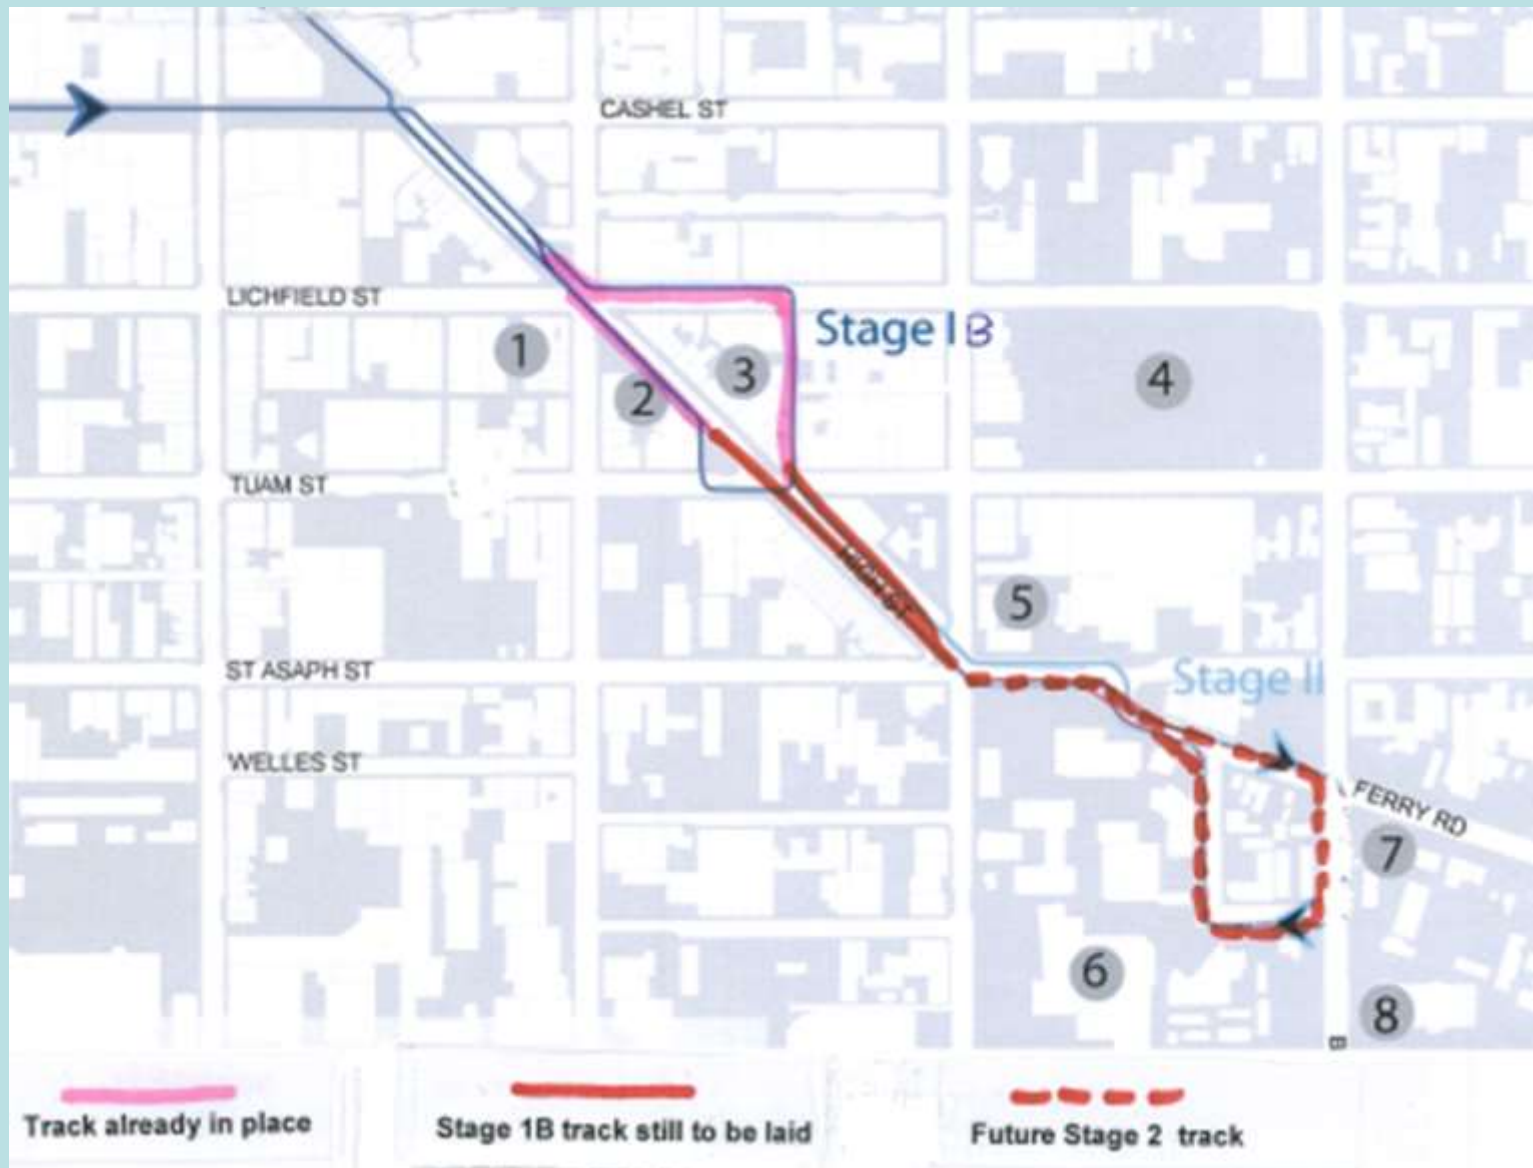 CASHEL ST
LICHFIELD ST
Stage I B
1
2
3
4
TUAM ST
HIGH ST
5
ST ASAPH ST
Stage II
WELLES ST
FERRY RD
7
6
8
Track already in place
Stage 1B track still to be laid
Future Stage 2 track